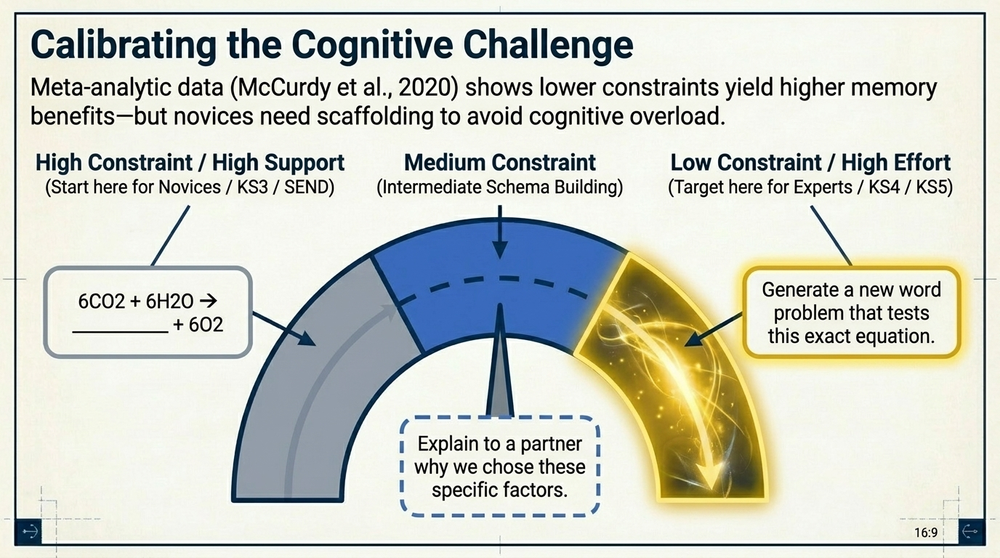 Calibrating the Cognitive Challenge
Meta-analytic data (McCurdy et al., 2020) shows lower constraints yield higher memory
benefits—but novices need scaffolding to avoid cognitive overload.
High Constraint / High Support
(Start here for Novices / KS3 / SEND)
Medium Constraint
(Intermediate Schema Building)
Low Constraint / High Effort
(Target here for Experts / KS4 / KS5)
6CO2 + 6H2O →
__________ + 6O2
Generate a new word
problem that tests
this exact equation.
Explain to a partner
why we chose these
specific factors.
16:9